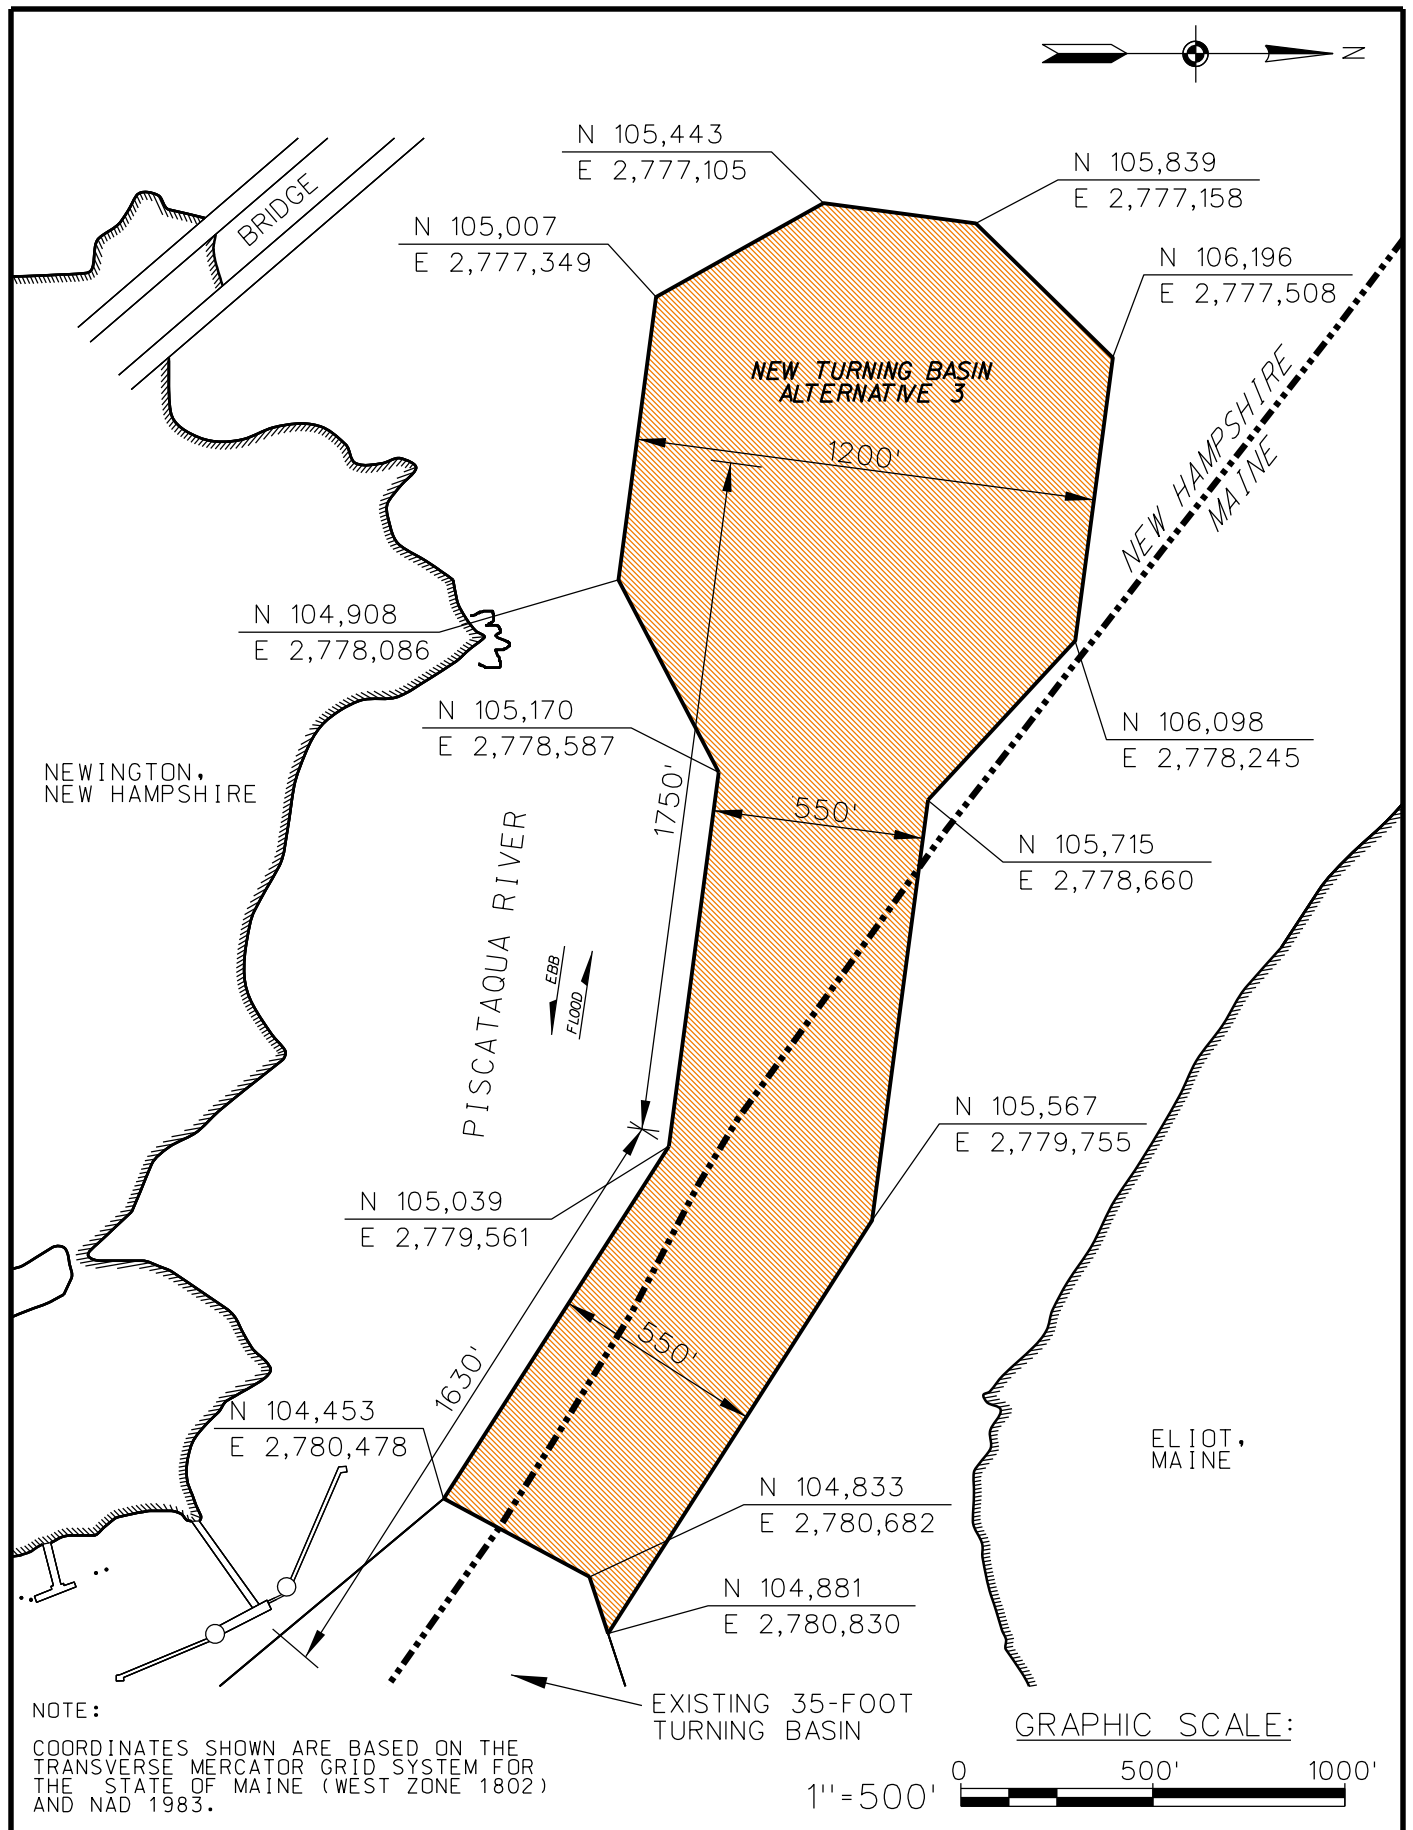 N
N 105,443
E 2,777,105
N 105,839
E 2,777,158
BRIDGE
N 105,007
E 2,777,349
N 106,196
E 2,777,508
NEW TURNING BASIN
ALTERNATIVE 3
1200'
NEW HAMPSHIRE
MAINE
N 104,908
E 2,778,086
N 105,170
E 2,778,587
N 106,098
E 2,778,245
NEWINGTON,
NEW HAMPSHIRE
1750'
550'
N 105,715
E 2,778,660
PISCATAQUA RIVER
EBB
FLOOD
N 105,567
E 2,779,755
N 105,039
E 2,779,561
550'
1630'
N 104,453
E 2,780,478
ELIOT,
MAINE
N 104,833
E 2,780,682
N 104,881
E 2,780,830
EXISTING 35-FOOT
TURNING BASIN
NOTE:
COORDINATES SHOWN ARE BASED ON THE
TRANSVERSE MERCATOR GRID SYSTEM FOR
THE STATE OF MAINE (WEST ZONE 1802)
AND NAD 1983.
GRAPHIC SCALE:
0 500' 1000'
1"=500'